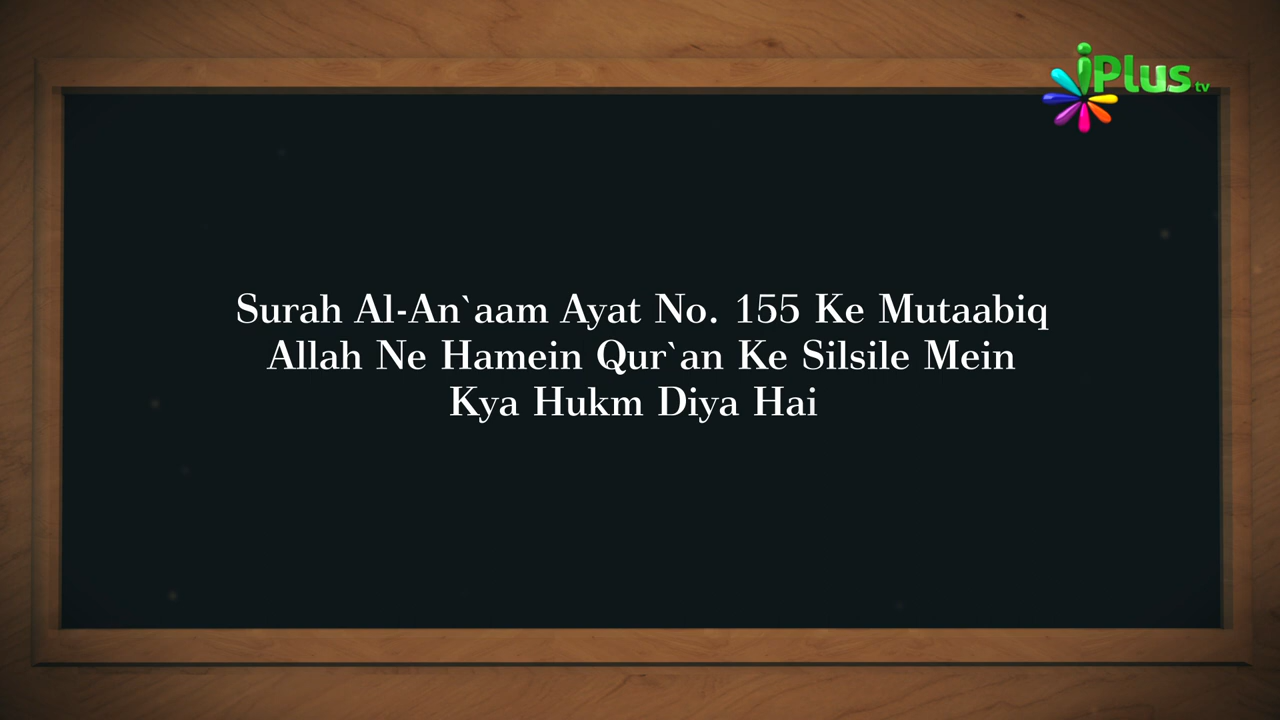 iPlus tv
Surah Al-An`aam Ayat No. 155 Ke Mutaabiq
Allah Ne Hamein Qur`an Ke Silsile Mein
Kya Hukm Diya Hai